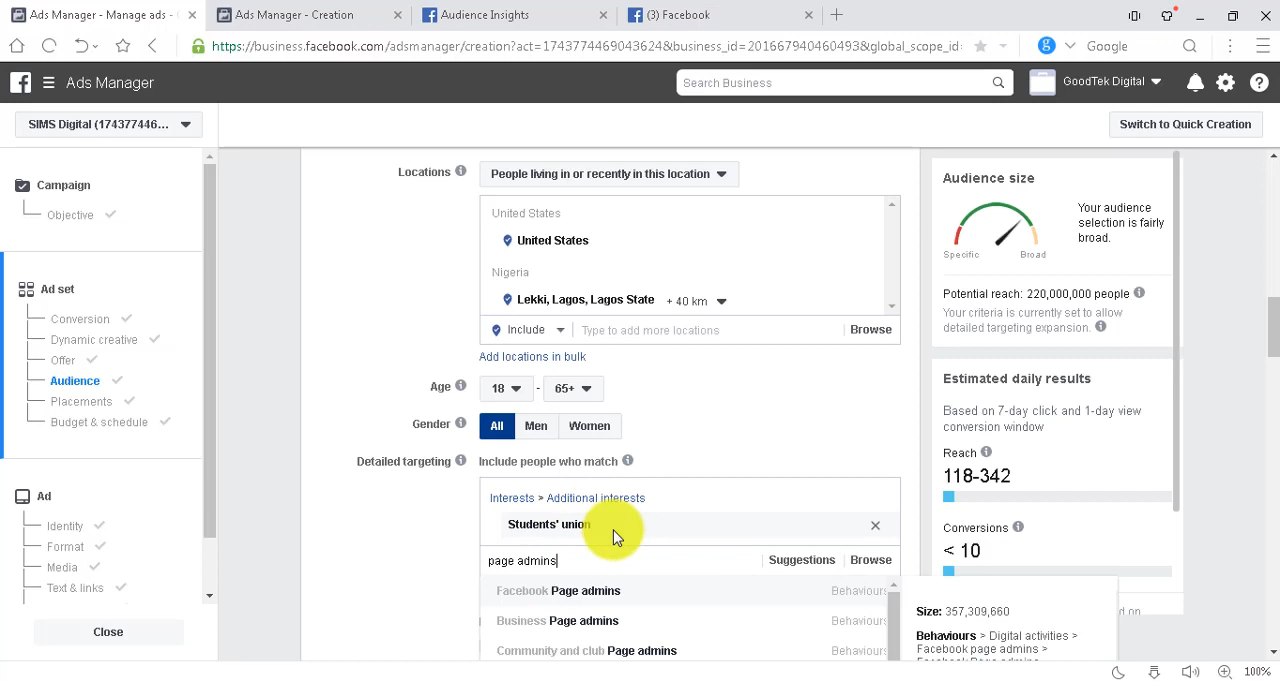 Ads Manager - Manage ads - 
Ads Manager - Creation
Audience Insights
(3) Facebook
https://business.facebook.com/adsmanager/creation?act=1743774469043624&business_id=201667940460493&global_scope_id=
Google
Ads Manager
Search Business
GoodTek Digital
SIMS Digital (174377446...
Switch to Quick Creation
Campaign
Objective
Ad set
Conversion
Dynamic creative
Offer
Audience
Placements
Budget & schedule
Ad
Identity
Format
Media
Text & links
Close
Locations
People living in or recently in this location
United States
United States
Nigeria
Lekki, Lagos, Lagos State + 40 km
Include
Type to add more locations
Browse
Add locations in bulk
Age
18 - 65+
Gender
All Men Women
Detailed targeting
Include people who match
Interests > Additional interests
Students' union
page admins
Suggestions
Browse
Facebook Page admins Behaviours
Business Page admins Behaviours
Community and club Page admins Behaviours
Audience size
Your audience
selection is fairly
broad.
Specific Broad
Potential reach: 220,000,000 people
Your criteria is currently set to allow
detailed targeting expansion.
Estimated daily results
Based on 7-day click and 1-day view
conversion window
Reach
118-342
Conversions
< 10
Size: 357,309,660
Behaviours > Digital activities >
Facebook page admins >
Facebook Page admins
100%